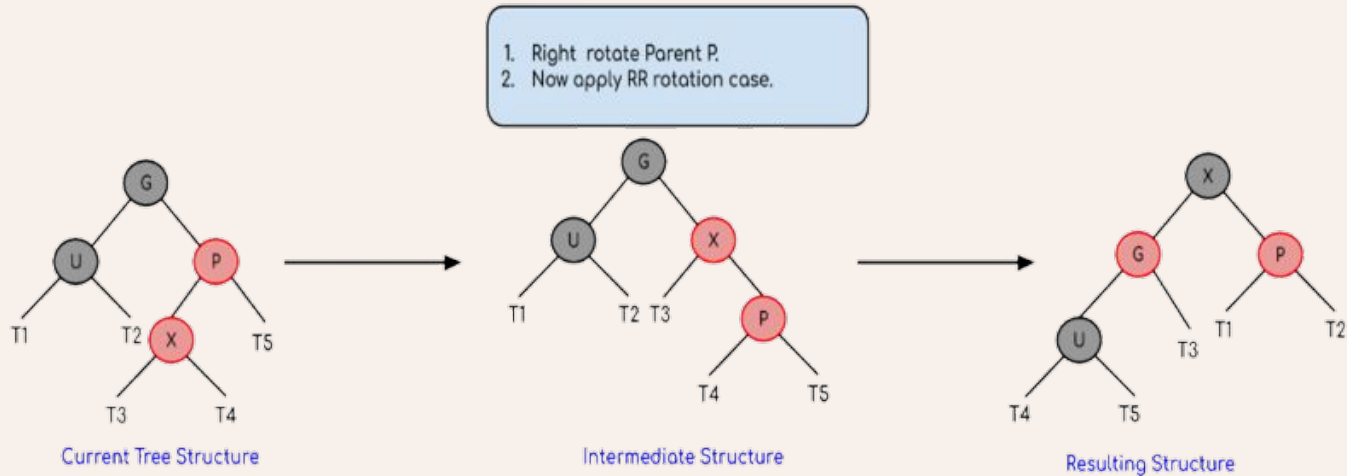 1. Right rotate Parent P.
2. Now apply RR rotation case.
G
U
P
T1
T2
X
T5
T3
T4
Current Tree Structure
G
U
X
T1
T2
T3
P
T4
T5
Intermediate Structure
X
G
P
U
T3
T1
T2
T4
T5
Resulting Structure